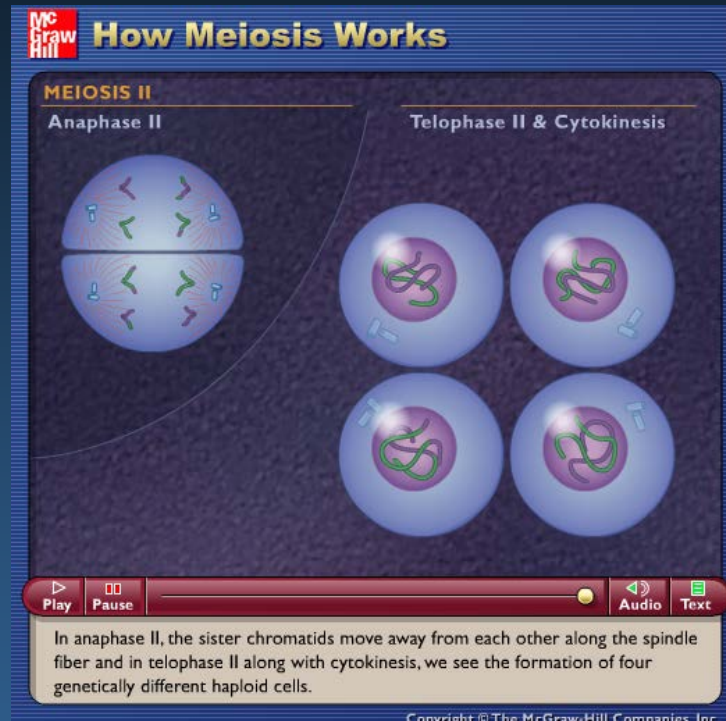 Mc
Graw
Hill
How Meiosis Works
MEIOSIS II
Anaphase II
Telophase II & Cytokinesis
Play
Pause
Audio
Text
In anaphase II, the sister chromatids move away from each other along the spindle
fiber and in telophase II along with cytokinesis, we see the formation of four
genetically different haploid cells.
Copyright © The McGraw-Hill Companies, Inc.